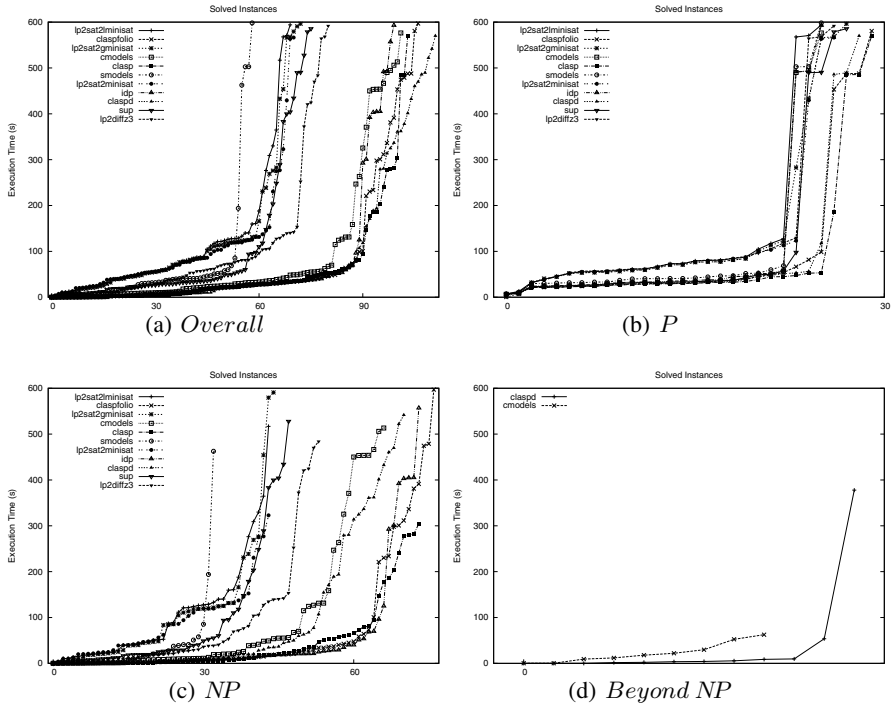 Solved Instances
600
500
400
300
200
100
0
Execution Time (s)
lp2sat2lminisat
claspfolio
lp2sat2gminisat
cmodels
clasp
smodels
lp2sat2minisat
idp
claspd
sup
lp2diffz3
0 30 60 90
(a) Overall
Solved Instances
600
500
400
300
200
100
0
Execution Time (s)
lp2sat2lminisat
claspfolio
lp2sat2gminisat
cmodels
clasp
smodels
lp2sat2minisat
idp
claspd
sup
lp2diffz3
0 30
(b) P
Solved Instances
600
500
400
300
200
100
0
Execution Time (s)
lp2sat2lminisat
claspfolio
lp2sat2gminisat
cmodels
clasp
smodels
lp2sat2minisat
idp
claspd
sup
lp2diffz3
0 30 60
(c) NP
Solved Instances
600
500
400
300
200
100
0
Execution Time (s)
claspd
cmodels
0
(d) Beyond NP